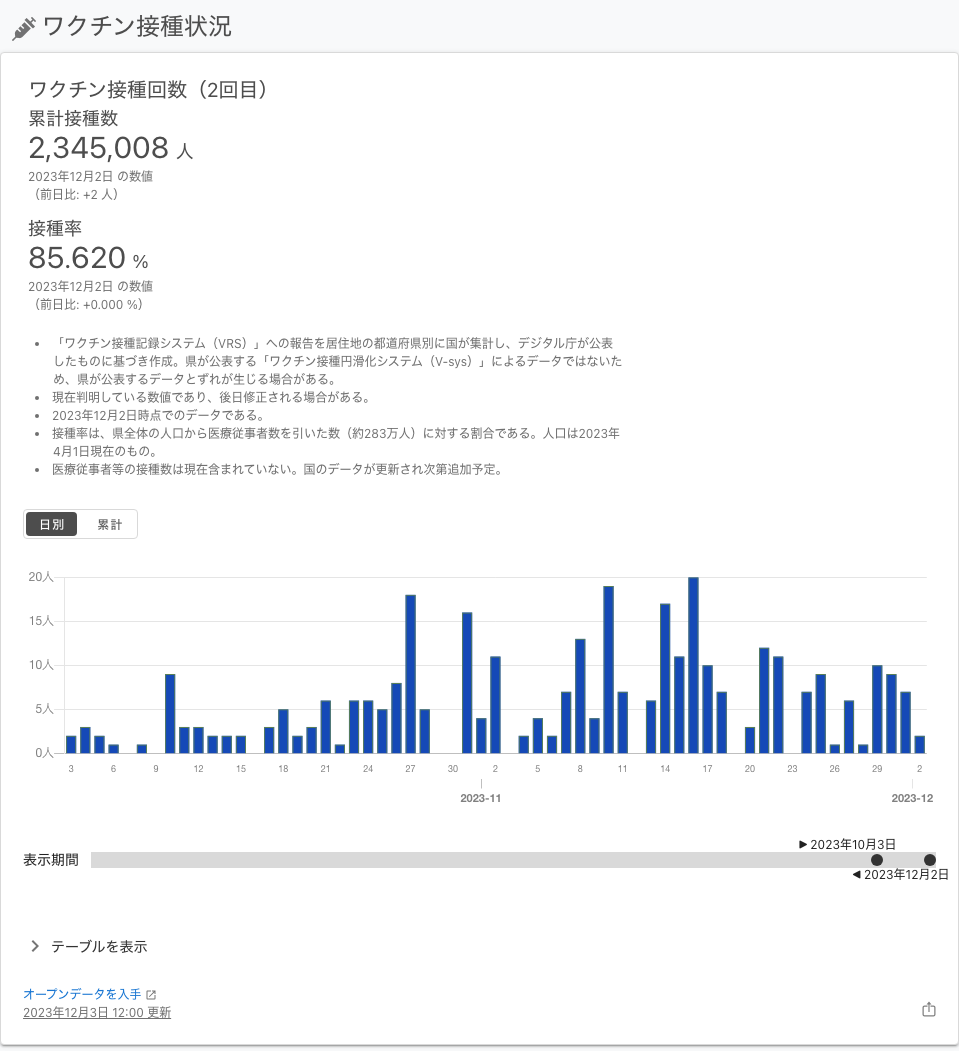 ワクチン接種状況
ワクチン接種回数（2回目）
累計接種数
2,345,008 人
2023年12月2日 の数値
（前日比: +2 人）
接種率
85.620 %
2023年12月2日 の数値
（前日比: +0.000 %）
• 「ワクチン接種記録システム（VRS）」への報告を居住地の都道府県別に国が集計し、デジタル庁が公表
したものに基づき作成。県が公表する「ワクチン接種円滑化システム（V-sys）」によるデータではないた
め、県が公表するデータとずれが生じる場合がある。
• 現在判明している数値であり、後日修正される場合がある。
• 2023年12月2日時点でのデータである。
• 接種率は、県全体の人口から医療従事者数を引いた数（約283万人）に対する割合である。人口は2023年
4月1日現在のもの。
• 医療従事者等の接種数は現在含まれていない。国のデータが更新され次第追加予定。
日別 累計
20人
15人
10人
5人
0人
3 6 9 12 15 18 21 24 27 30 2 5 8 11 14 17 20 23 26 29 2
2023-11 2023-12
▶ 2023年10月3日
表示期間
◀ 2023年12月2日
テーブルを表示
オープンデータを入手
2023年12月3日 12:00 更新